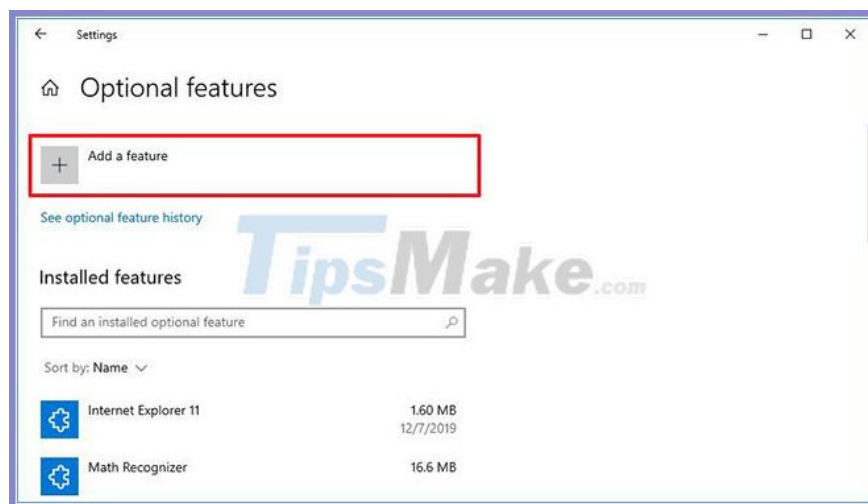 Settings
Optional features
Add a feature
See optional feature history
TipsMake.com
Installed features
Find an installed optional feature
Sort by: Name
Internet Explorer 11 1.60 MB
12/7/2019
Math Recognizer 16.6 MB